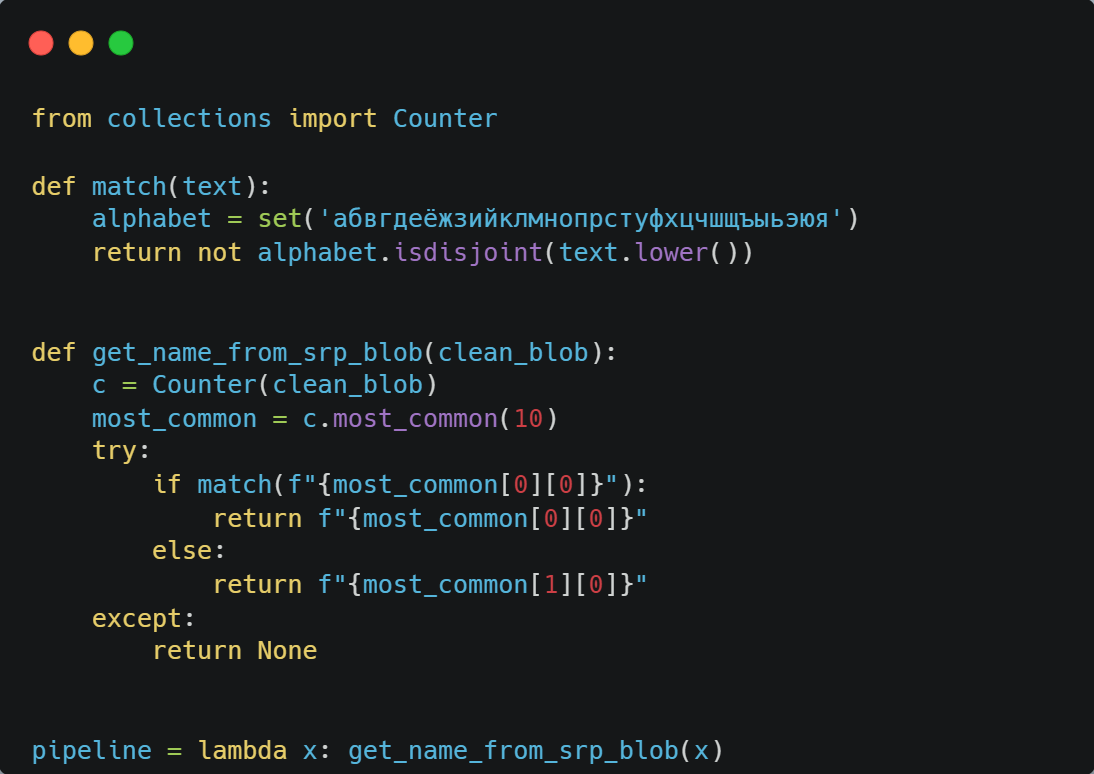 from collections import Counter
def match(text):
    alphabet = set('абвгдеёжзийклмнопрстуфхцчшщъыьэюя')
    return not alphabet.isdisjoint(text.lower())
def get_name_from_srp_blob(clean_blob):
    c = Counter(clean_blob)
    most_common = c.most_common(10)
    try:
        if match(f"{most_common[0][0]}"):
            return f"{most_common[0][0]}"
        else:
            return f"{most_common[1][0]}"
    except:
        return None
pipeline = lambda x: get_name_from_srp_blob(x)